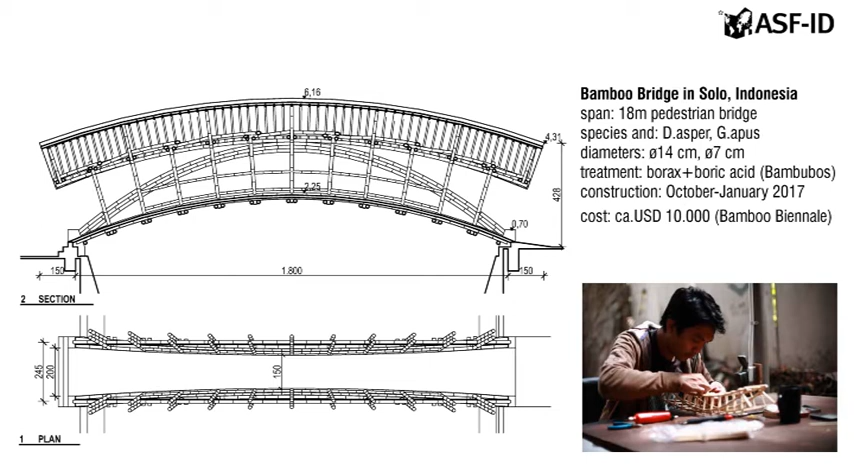 ASF-ID
Bamboo Bridge in Solo, Indonesia
span: 18m pedestrian bridge
species and: D.asper, G.apus
diameters: ø14 cm, ø7 cm
treatment: borax+boric acid (Bambubos)
construction: October-January 2017
cost: ca.USD 10.000 (Bamboo Biennale)
6,16
4,31
2,25
428
0,70
150
1.800
150
2 SECTION
245
200
150
1 PLAN